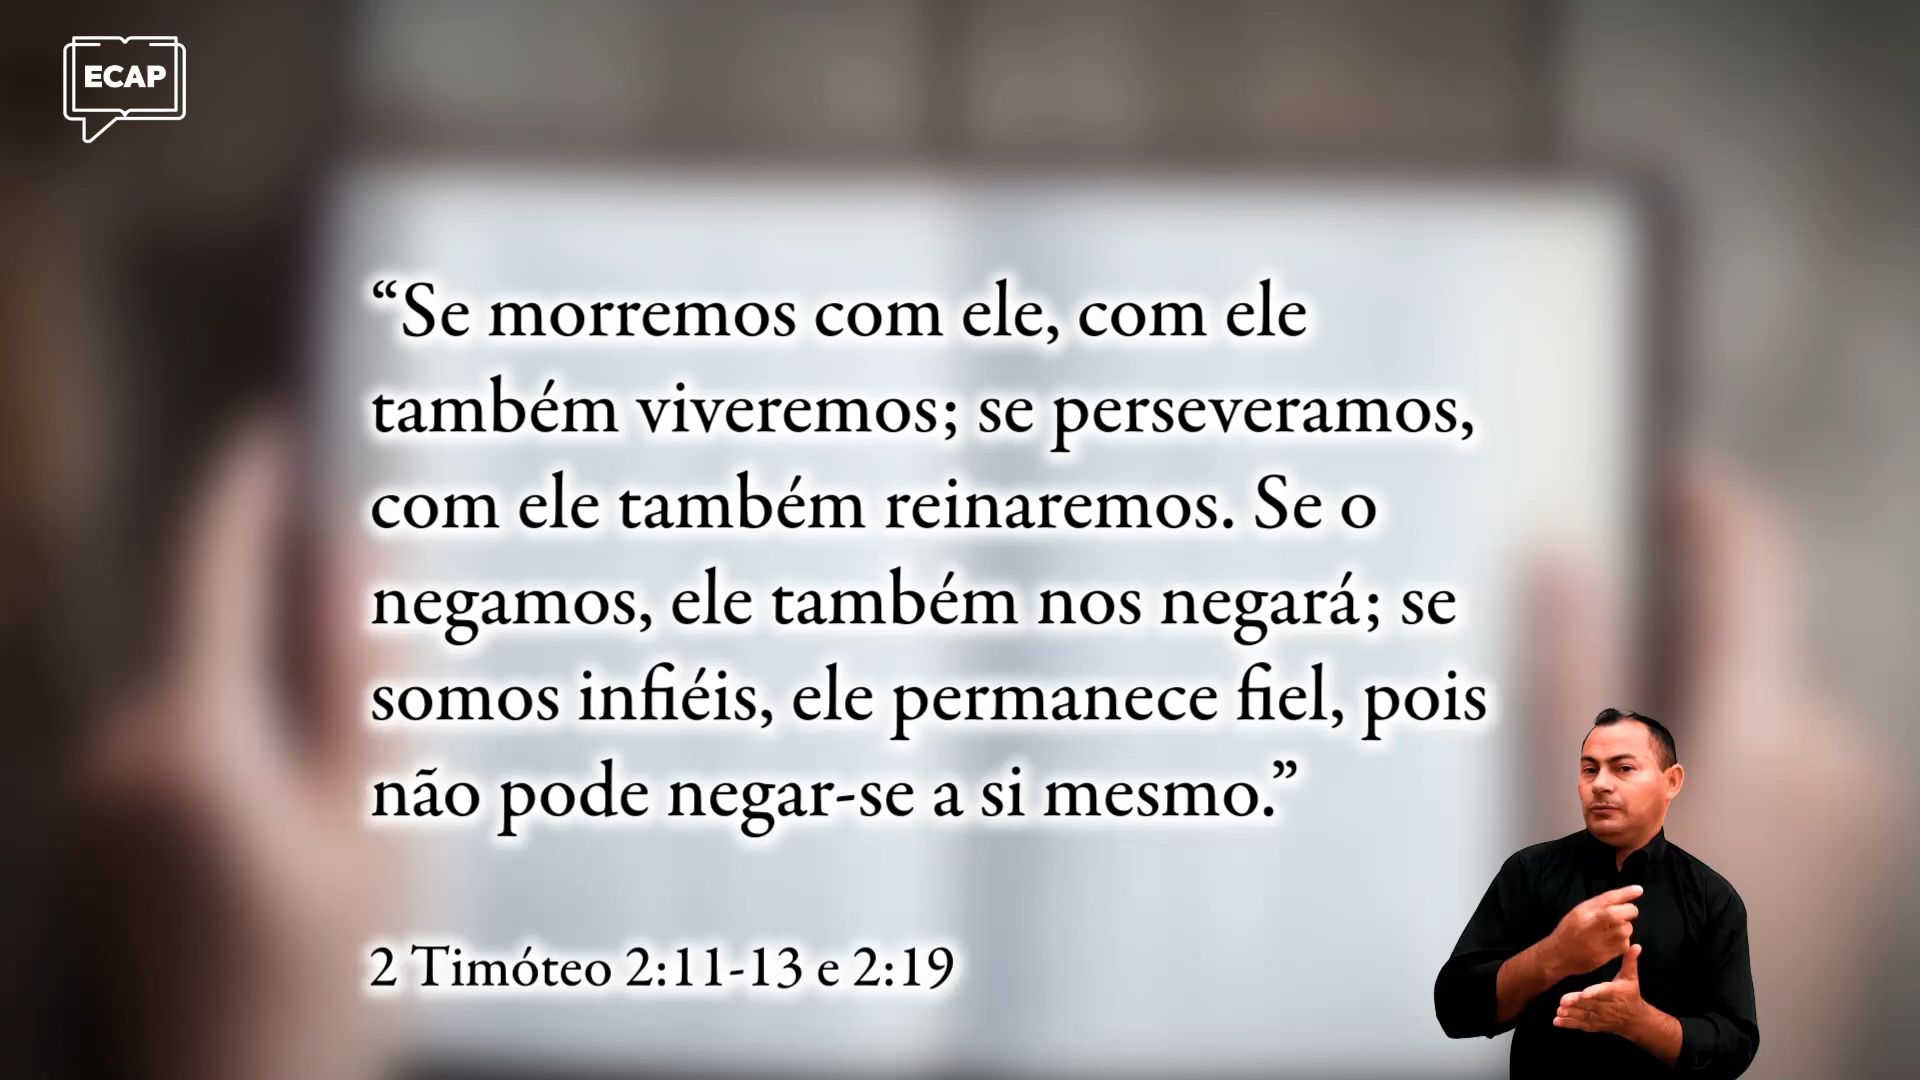 ECAP
“Se morremos com ele, com ele
também viveremos; se perseveramos,
com ele também reinaremos. Se o
negamos, ele também nos negará; se
somos infiéis, ele permanece fiel, pois
não pode negar-se a si mesmo.”
2 Timóteo 2:11-13 e 2:19